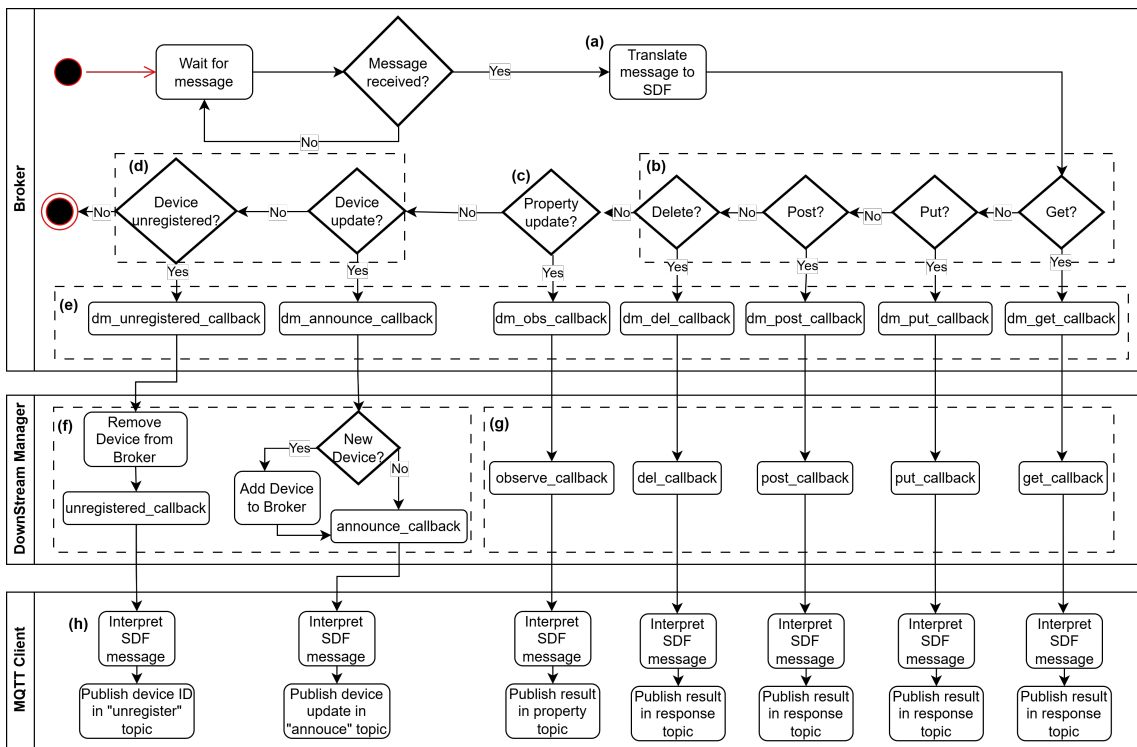 Broker
Wait for
message
Message
received?
Yes
(a)
Translate
message to
SDF
No
(d)
(c)
(b)
No
Device
unregistered?
No
Device
update?
No
Property
update?
No
Delete?
No
Post?
No
Put?
No
Get?
Yes
Yes
Yes
Yes
Yes
Yes
Yes
(e)
dm_unregistered_callback
dm_announce_callback
dm_obs_callback
dm_del_callback
dm_post_callback
dm_put_callback
dm_get_callback
DownStream Manager
(f)
Remove
Device from
Broker
unregistered_callback
Yes
New
Device?
No
Add Device
to Broker
announce_callback
(g)
observe_callback
del_callback
post_callback
put_callback
get_callback
MQTT Client
(h)
Interpret
SDF
message
Interpret
SDF
message
Interpret
SDF
message
Interpret
SDF
message
Interpret
SDF
message
Interpret
SDF
message
Interpret
SDF
message
Publish device ID
in "unregister"
topic
Publish device
update in
"annouce" topic
Publish result
in property
topic
Publish result
in response
topic
Publish result
in response
topic
Publish result
in response
topic
Publish result
in response
topic